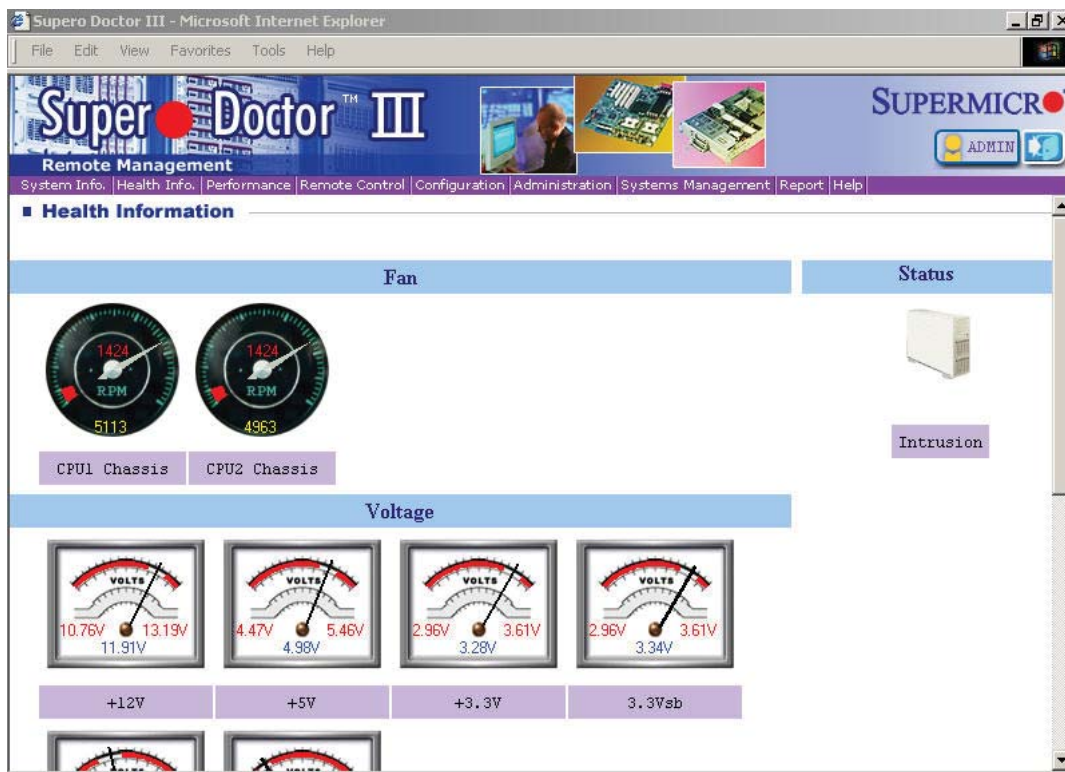 Supero Doctor III - Microsoft Internet Explorer
File Edit View Favorites Tools Help
Super Doctor™ III
Remote Management
SUPERMICRO
ADMIN
System Info. Health Info. Performance Remote Control Configuration Administration Systems Management Report Help
Health Information
Fan
Status
1424
RPM
5113
1424
RPM
4963
CPU1 Chassis
CPU2 Chassis
Intrusion
Voltage
VOLTS
10.76V 13.19V
11.91V
VOLTS
4.47V 5.46V
4.98V
VOLTS
2.96V 3.61V
3.28V
VOLTS
2.96V 3.61V
3.34V
+12V
+5V
+3.3V
3.3Vsb